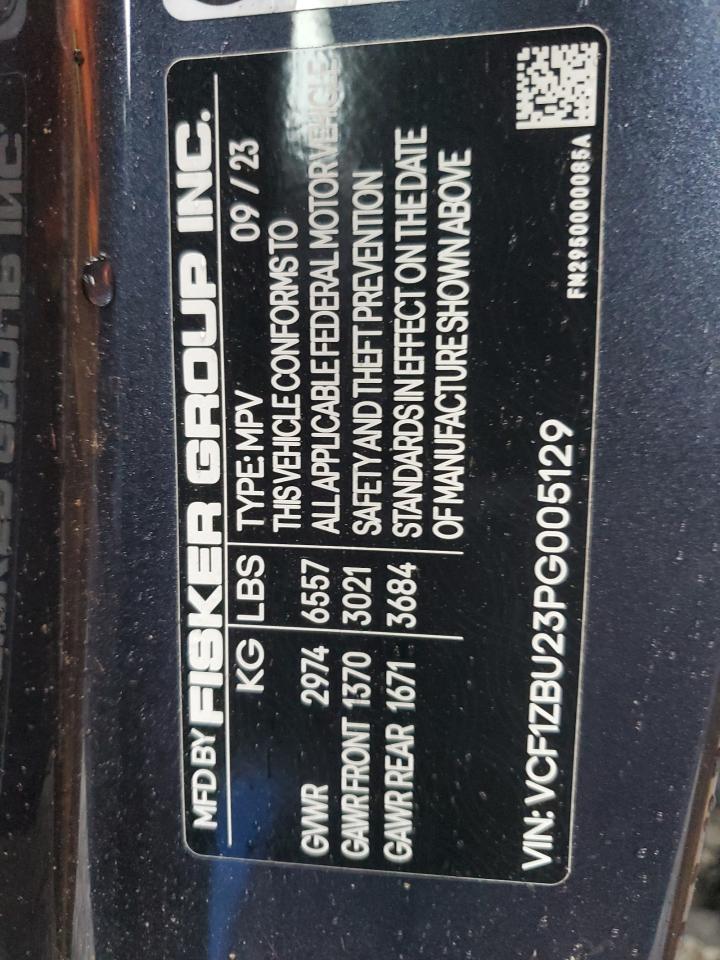 MFD BY FISKER GROUP INC.
KG LBS TYPE: MPV 09 / 23
GVWR 2974 6557
GAWR FRONT 1370 3021
GAWR REAR 1671 3684
THIS VEHICLE CONFORMS TO
ALL APPLICABLE FEDERAL MOTOR VEHICLE
SAFETY AND THEFT PREVENTION
STANDARDS IN EFFECT ON THE DATE
OF MANUFACTURE SHOWN ABOVE
VIN: VCF1ZBU23PG005129
FM2950000085A